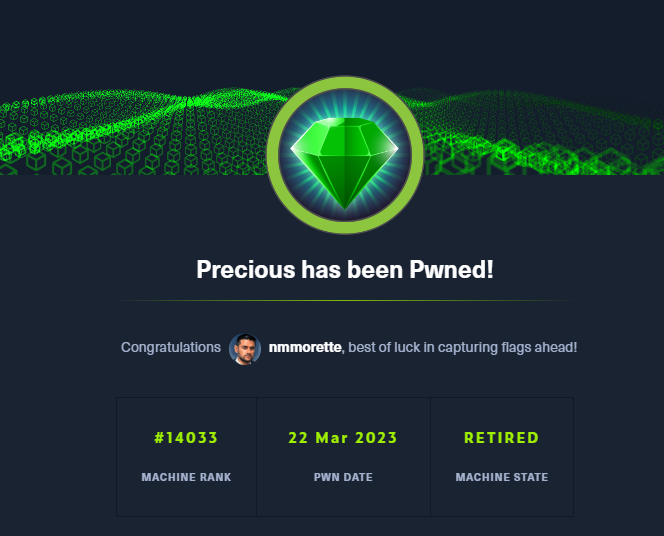 Precious has been Pwned!
Congratulations nmmorette, best of luck in capturing flags ahead!
#14033 22 Mar 2023 RETIRED
MACHINE RANK PWN DATE MACHINE STATE